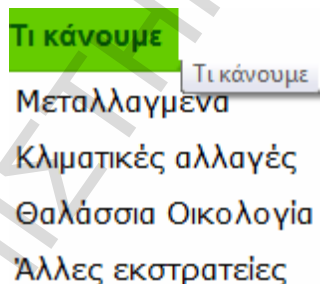 Τι κάνουμε
Τι κάνουμε
Μεταλλαγμένα
Κλιματικές αλλαγές
Θαλάσσια Οικολογία
Άλλες εκστρατείες